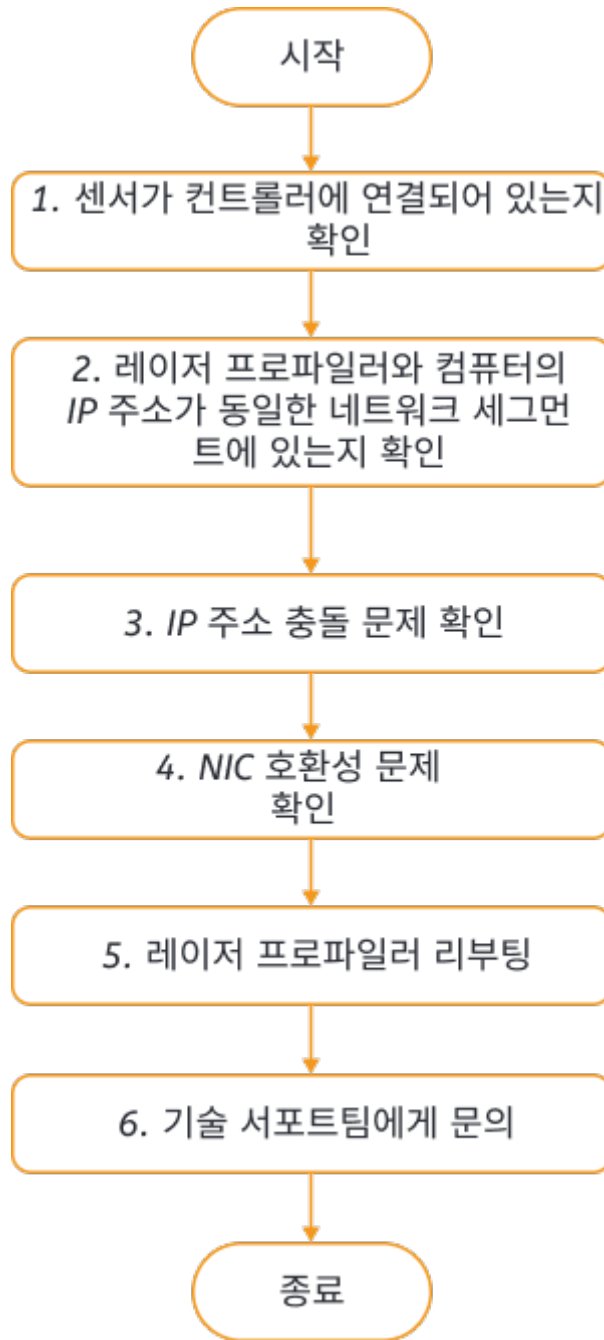 시작
1. 센서가 컨트롤러에 연결되어 있는지
확인
2. 레이저 프로파일러와 컴퓨터의
IP 주소가 동일한 네트워크 세그먼
트에 있는지 확인
3. IP 주소 충돌 문제 확인
4. NIC 호환성 문제
확인
5. 레이저 프로파일러 리부팅
6. 기술 서포트팀에게 문의
종료